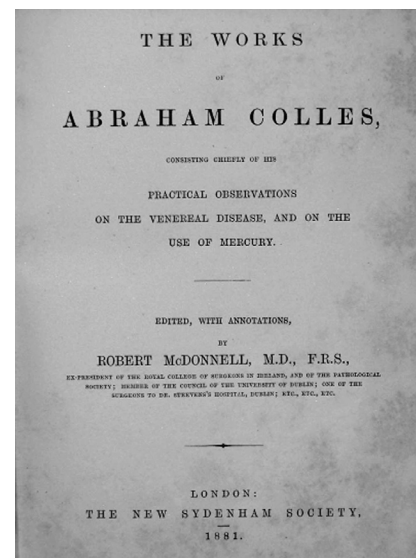 THE WORKS
OF
ABRAHAM COLLES,
CONSISTING CHIEFLY OF HIS
PRACTICAL OBSERVATIONS
ON THE VENEREAL DISEASE, AND ON THE
USE OF MERCURY.
EDITED, WITH ANNOTATIONS,
BY
ROBERT McDONNELL, M.D., F.R.S.,
EX-PRESIDENT OF THE ROYAL COLLEGE OF SURGEONS IN IRELAND, AND OF THE PATHOLOGICAL
SOCIETY; MEMBER OF THE COUNCIL OF THE UNIVERSITY OF DUBLIN; ONE OF THE
SURGEONS TO DR. STEEVENS'S HOSPITAL, DUBLIN; ETC., ETC., ETC.
LONDON:
THE NEW SYDENHAM SOCIETY.
1881.